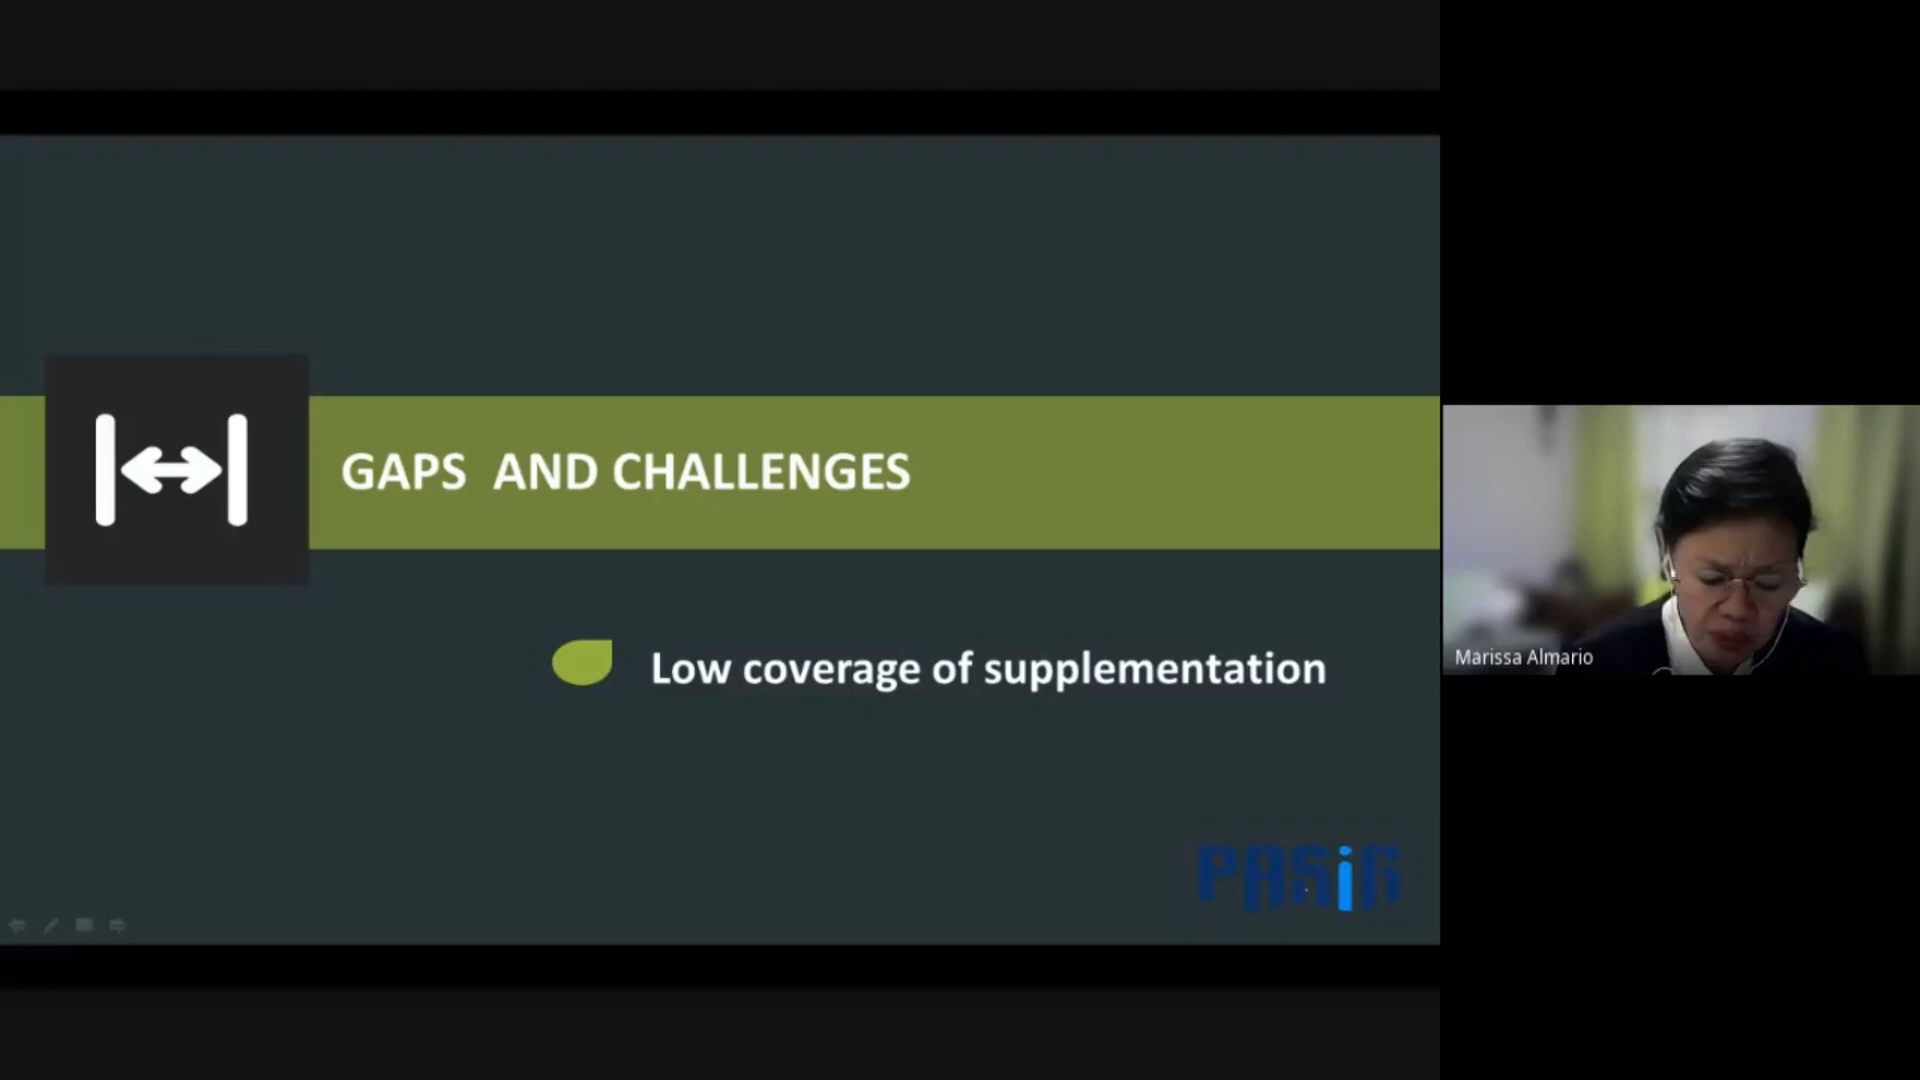 GAPS  AND CHALLENGES
Low coverage of supplementation
PASiG
Marissa Almario